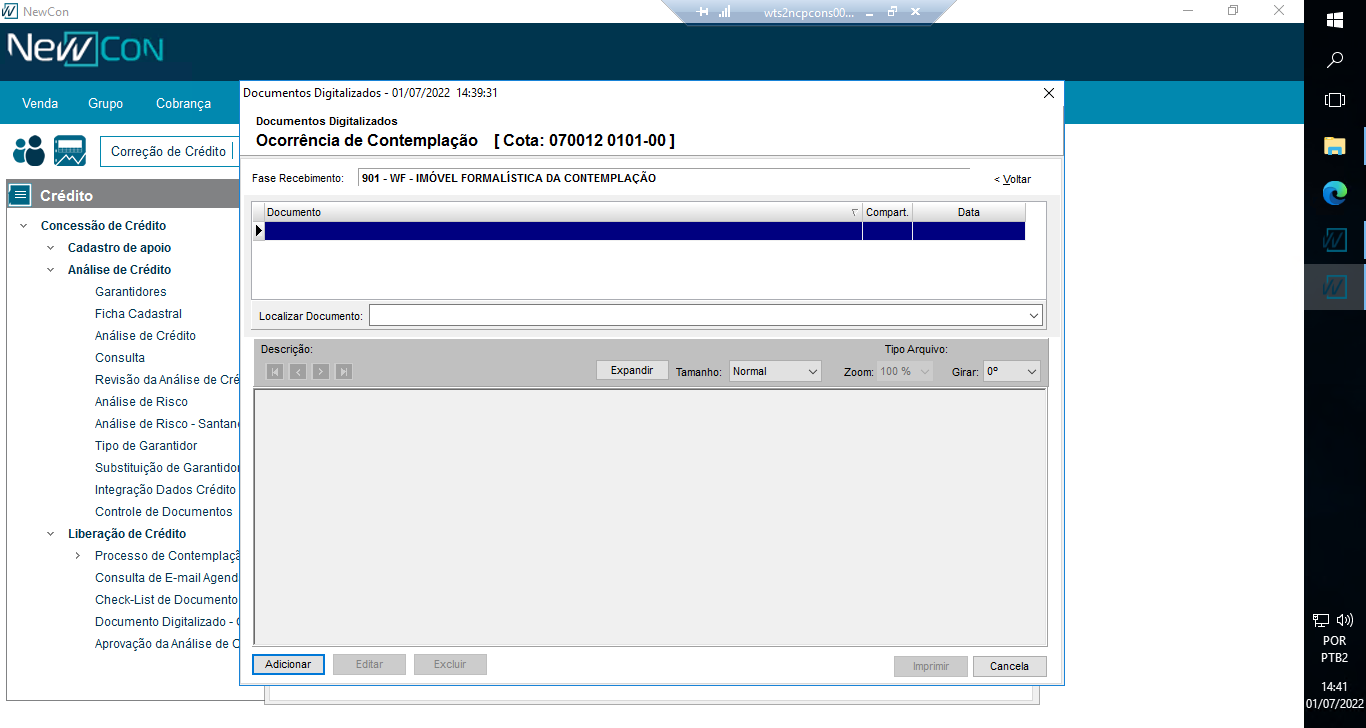 NewCon
wts2ncpcons00...
NewCon
Venda Grupo Cobrança
Correção de Crédito
Crédito
Concessão de Crédito
Cadastro de apoio
Análise de Crédito
Garantidores
Ficha Cadastral
Análise de Crédito
Consulta
Revisão da Análise de Cré
Análise de Risco
Análise de Risco - Santan
Tipo de Garantidor
Substituição de Garantidor
Integração Dados Crédito
Controle de Documentos
Liberação de Crédito
Processo de Contemplaçã
Consulta de E-mail Agend
Check-List de Documento
Documento Digitalizado -
Aprovação da Análise de C
Documentos Digitalizados - 01/07/2022 14:39:31
Documentos Digitalizados
Ocorrência de Contemplação [ Cota: 070012 0101-00 ]
Fase Recebimento: 901 - WF - IMÓVEL FORMALÍSTICA DA CONTEMPLAÇÃO < Voltar
Documento Compart. Data
Localizar Documento:
Descrição: Tipo Arquivo:
Expandir Tamanho: Normal Zoom: 100 % Girar: 0º
Adicionar Editar Excluir Imprimir Cancela
POR
PTB2
14:41
01/07/2022